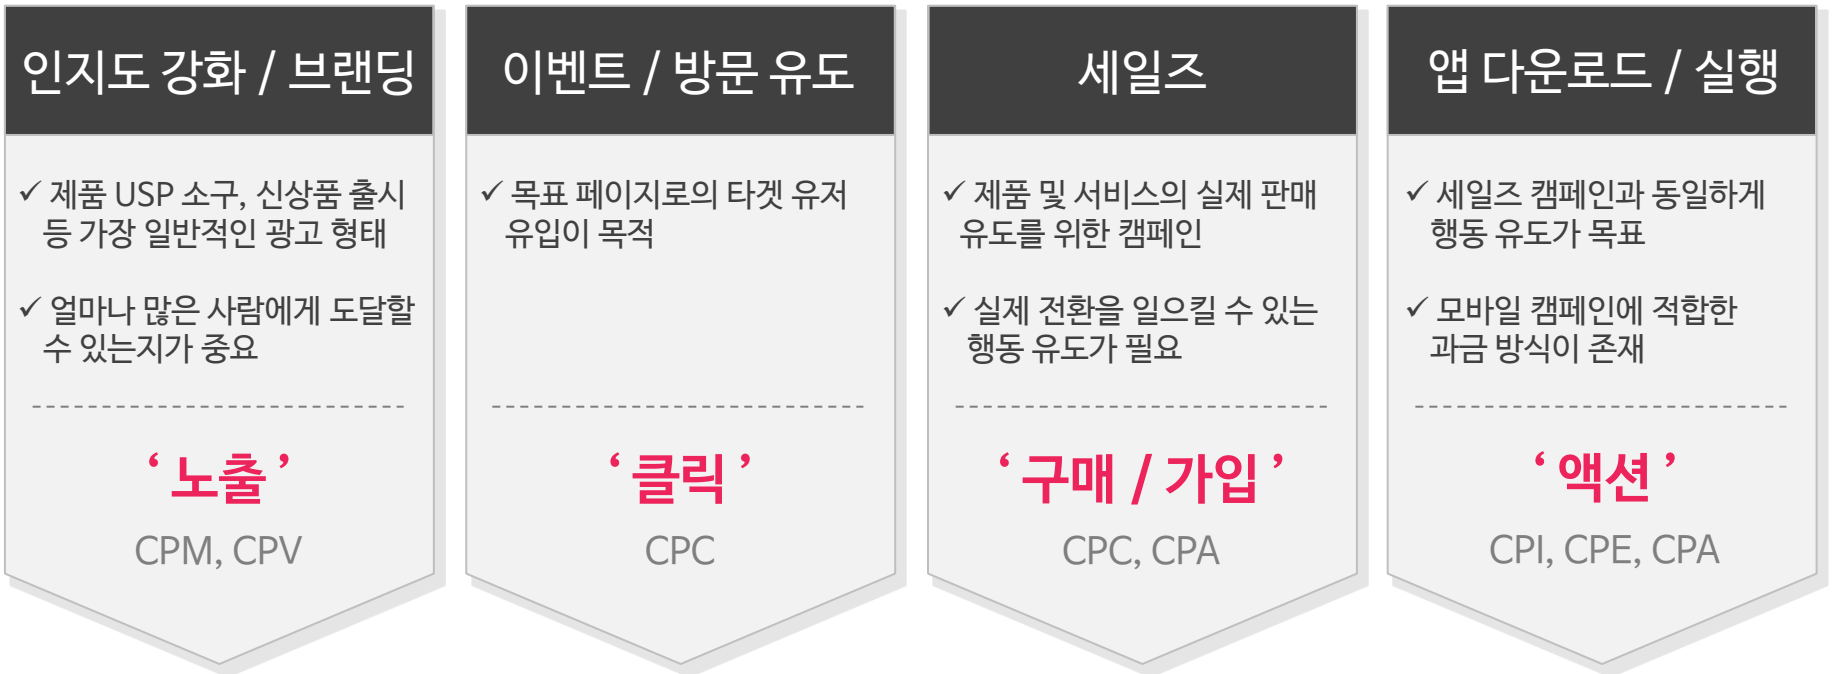 인지도 강화 / 브랜딩
✓ 제품 USP 소구, 신상품 출시
등 가장 일반적인 광고 형태
✓ 얼마나 많은 사람에게 도달할
수 있는지가 중요
‘ 노출 ’
CPM, CPV
이벤트 / 방문 유도
✓ 목표 페이지로의 타겟 유저
유입이 목적
‘ 클릭 ’
CPC
세일즈
✓ 제품 및 서비스의 실제 판매
유도를 위한 캠페인
✓ 실제 전환을 일으킬 수 있는
행동 유도가 필요
‘ 구매 / 가입 ’
CPC, CPA
앱 다운로드 / 실행
✓ 세일즈 캠페인과 동일하게
행동 유도가 목표
✓ 모바일 캠페인에 적합한
과금 방식이 존재
‘ 액션 ’
CPI, CPE, CPA